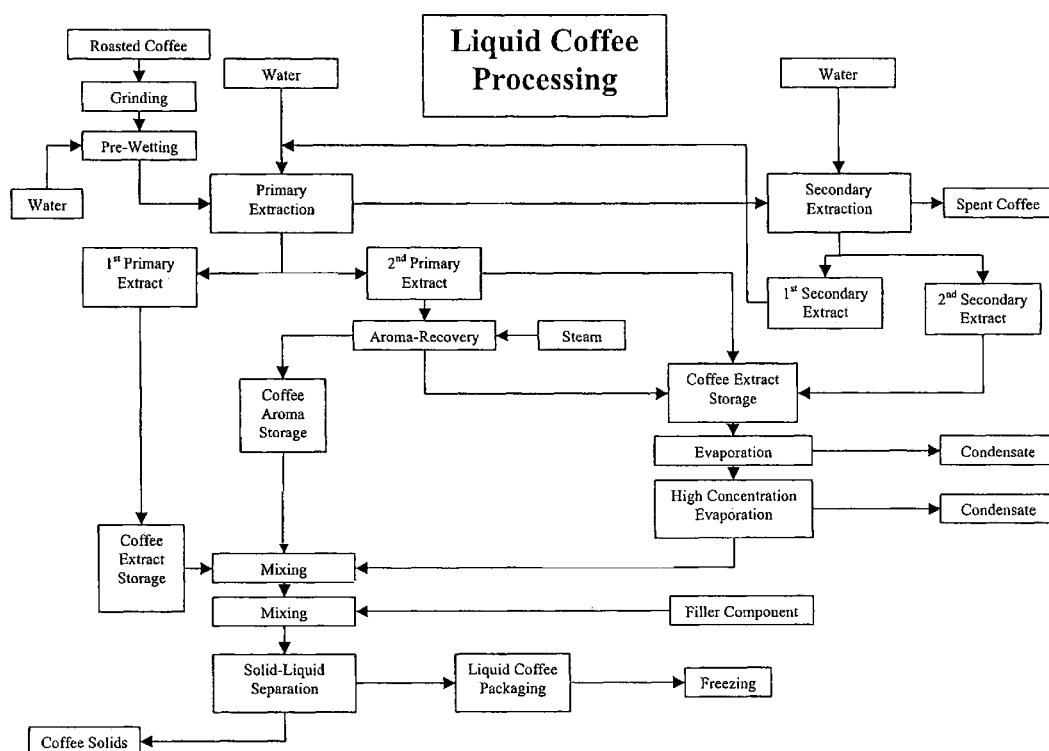 Liquid Coffee
Processing
Roasted Coffee
Water
Water
Grinding
Pre-Wetting
Water
Primary
Extraction
Secondary
Extraction
Spent Coffee
1st Primary
Extract
2nd Primary
Extract
1st Secondary
Extract
2nd Secondary
Extract
Aroma-Recovery
Steam
Coffee
Aroma
Storage
Coffee Extract
Storage
Evaporation
Condensate
High Concentration
Evaporation
Condensate
Coffee
Extract
Storage
Mixing
Mixing
Filler Component
Solid-Liquid
Separation
Liquid Coffee
Packaging
Freezing
Coffee Solids